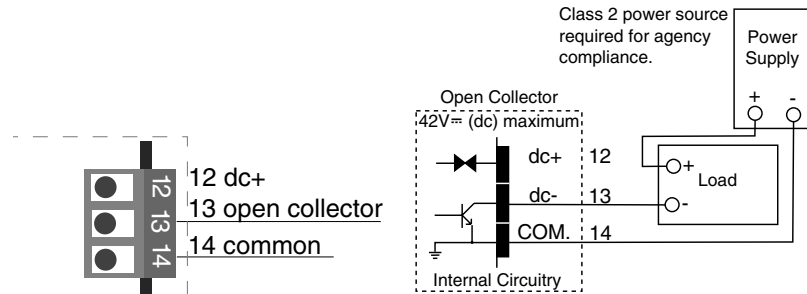 Class 2 power source
required for agency
compliance.
Power
Supply
+ -
Open Collector
42V⎓ (dc) maximum
dc+ 12
dc- 13
COM. 14
Internal Circuitry
+
Load
-
12 12 dc+
13 13 open collector
14 14 common